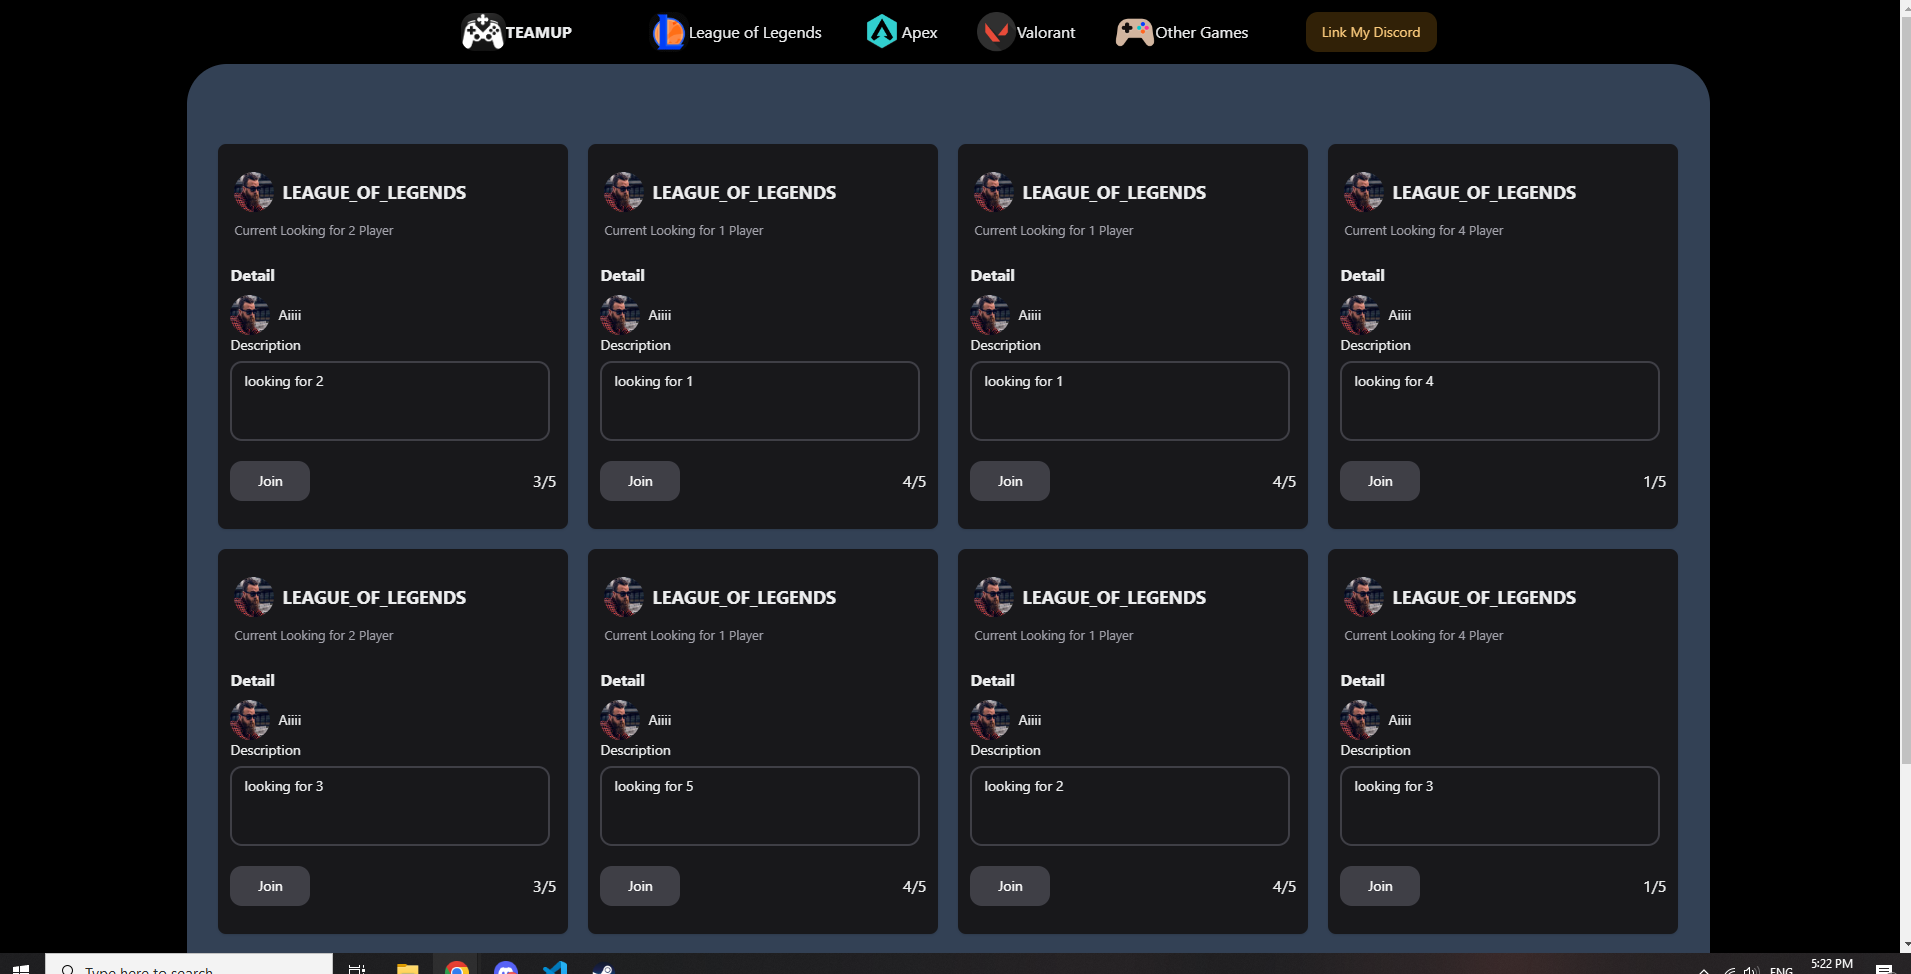 TEAMUP League of Legends Apex Valorant Other Games Link My Discord
LEAGUE_OF_LEGENDS LEAGUE_OF_LEGENDS LEAGUE_OF_LEGENDS LEAGUE_OF_LEGENDS
Current Looking for 2 Player Current Looking for 1 Player Current Looking for 1 Player Current Looking for 4 Player
Detail Detail Detail Detail
Aiiii Aiiii Aiiii Aiiii
Description Description Description Description
looking for 2 looking for 1 looking for 1 looking for 4
Join 3/5 Join 4/5 Join 4/5 Join 1/5
LEAGUE_OF_LEGENDS LEAGUE_OF_LEGENDS LEAGUE_OF_LEGENDS LEAGUE_OF_LEGENDS
Current Looking for 2 Player Current Looking for 1 Player Current Looking for 1 Player Current Looking for 4 Player
Detail Detail Detail Detail
Aiiii Aiiii Aiiii Aiiii
Description Description Description Description
looking for 3 looking for 5 looking for 2 looking for 3
Join 3/5 Join 4/5 Join 4/5 Join 1/5
Type here to search ENG 5:22 PM